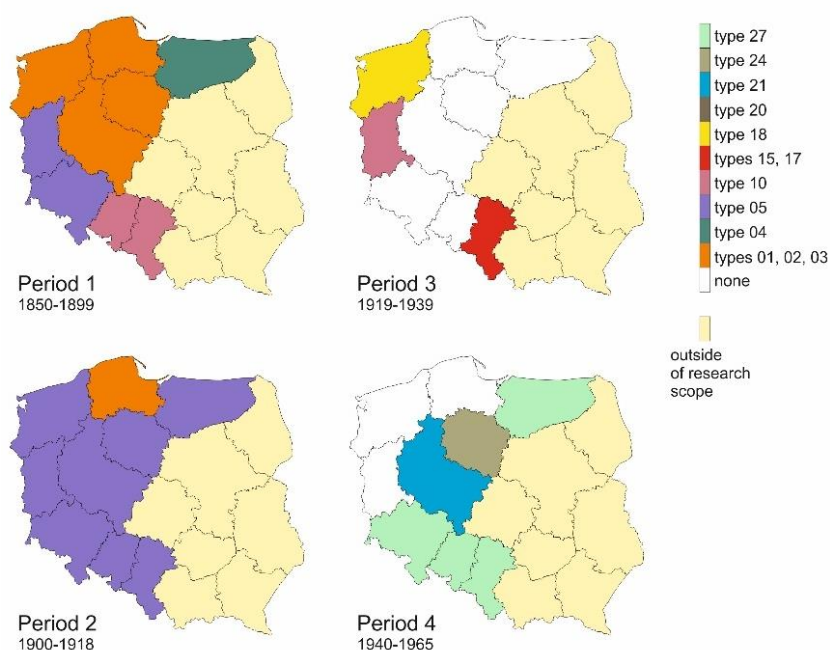 Period 1
1850-1899
Period 3
1919-1939
Period 2
1900-1918
Period 4
1940-1965
type 27
type 24
type 21
type 20
type 18
types 15, 17
type 10
type 05
type 04
types 01, 02, 03
none
outside
of research
scope